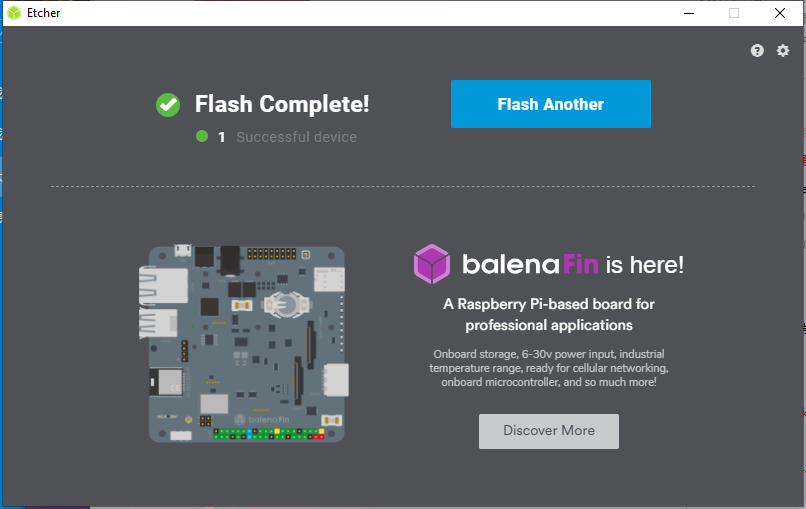 Etcher
Flash Complete!
Flash Another
1 Successful device
balenaFin is here!
A Raspberry Pi-based board for
professional applications
Onboard storage, 6-30v power input, industrial
temperature range, ready for cellular networking,
onboard microcontroller, and so much more!
balenaFin
Discover More